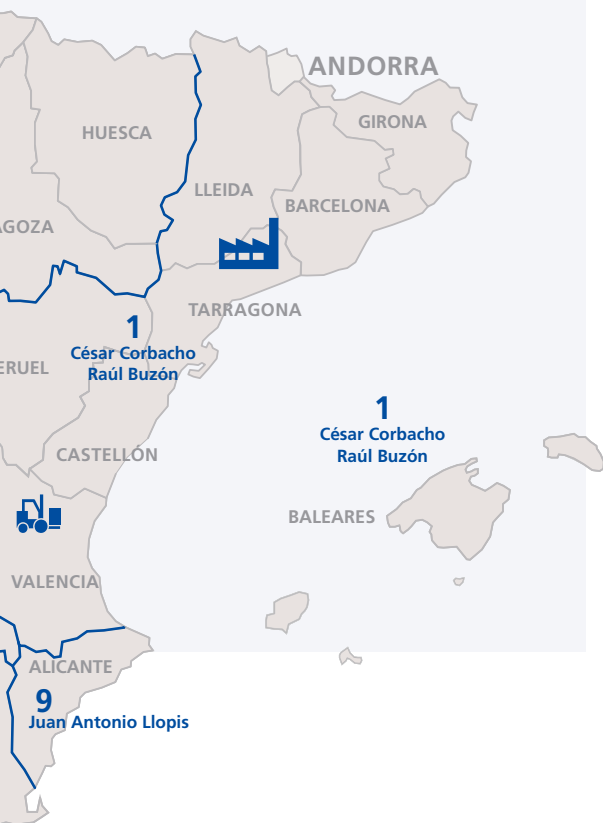 ANDORRA
GIRONA
HUESCA
LLEIDA
BARCELONA
AGOZA
TARRAGONA
1
César Corbacho
Raúl Buzón
ERUEL
1
César Corbacho
Raúl Buzón
CASTELLÓN
BALEARES
VALENCIA
ALICANTE
9
Juan Antonio Llopis